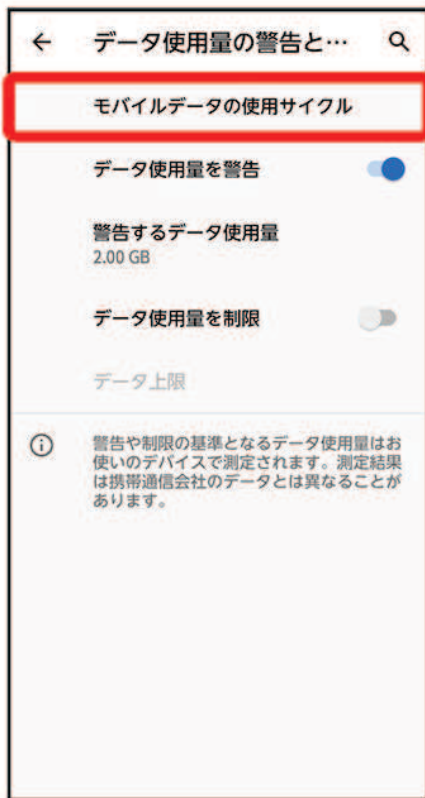 データ使用量の警告と…
モバイルデータの使用サイクル
データ使用量を警告
警告するデータ使用量
2.00 GB
データ使用量を制限
データ上限
警告や制限の基準となるデータ使用量はお
使いのデバイスで測定されます。測定結果
は携帯通信会社のデータとは異なることが
あります。